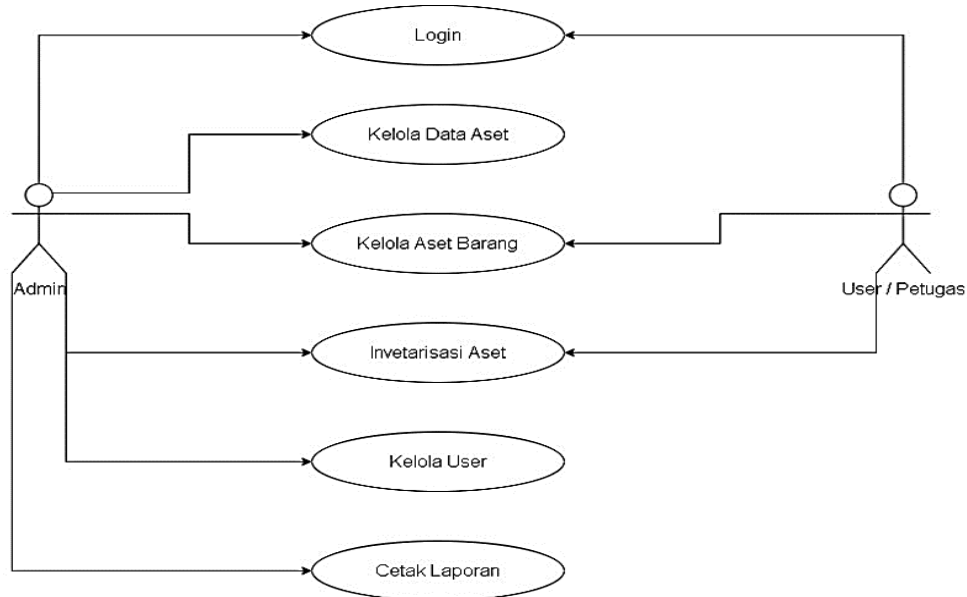 Login
Kelola Data Aset
Kelola Aset Barang
Admin
User / Petugas
Invetarisasi Aset
Kelola User
Cetak Laporan